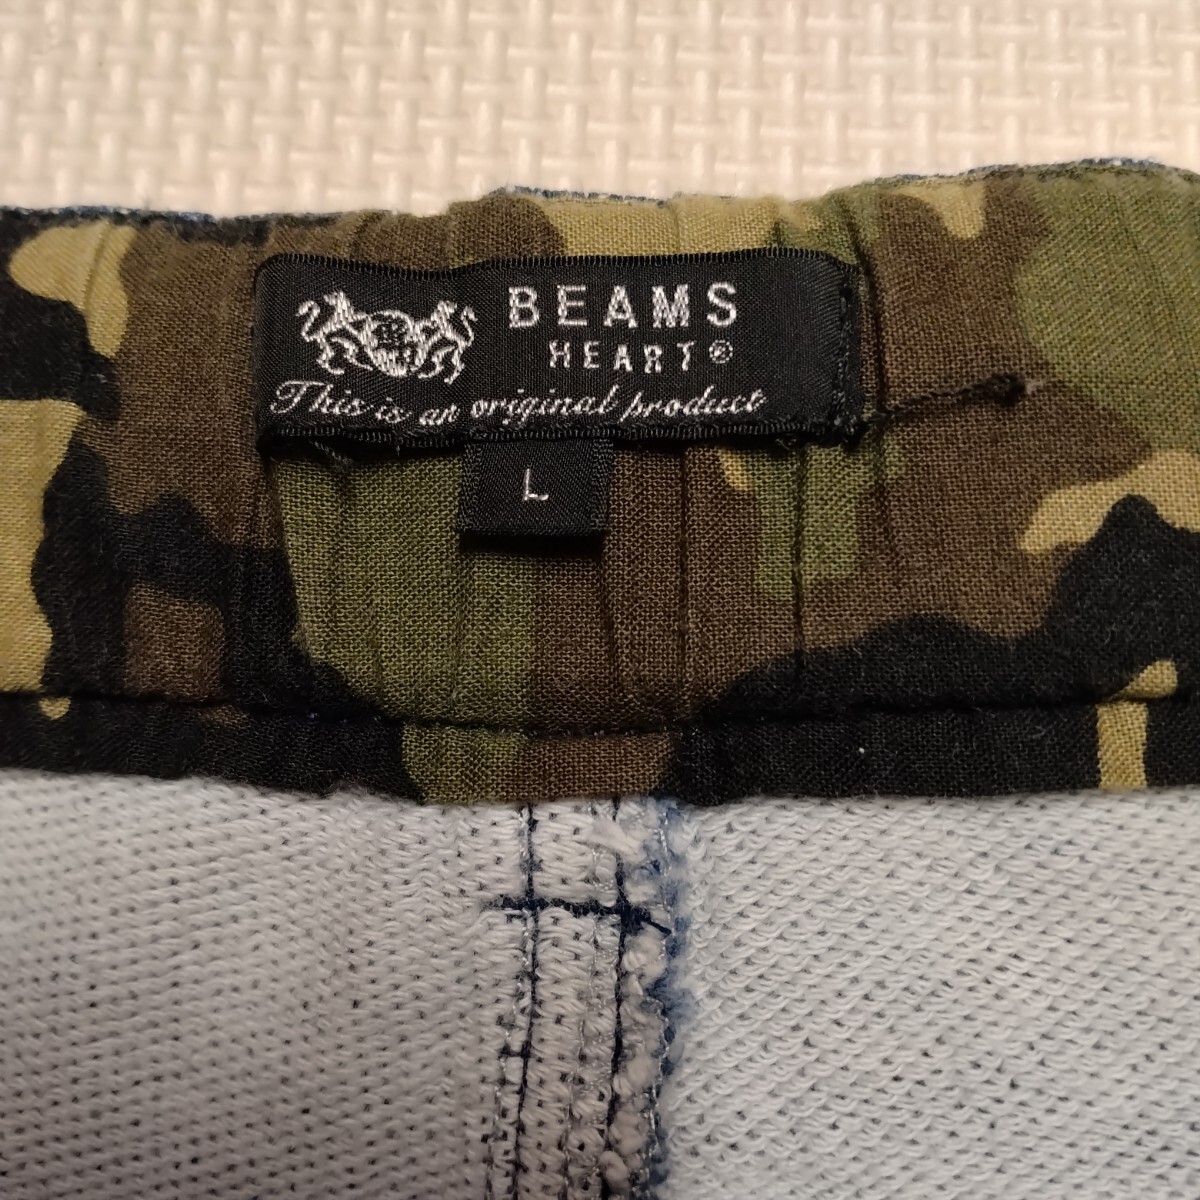 BEAMS
HEART®
This is an original product
L